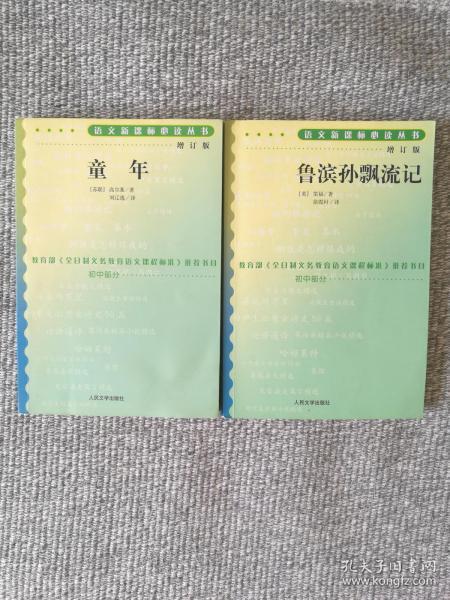 语文新课标必读丛书
增订版
童年
[苏联]高尔基/著
刘辽逸/译
教育部《全日制义务教育语文课程标准》推荐书目
初中部分
人民文学出版社
语文新课标必读丛书
增订版
鲁滨孙飘流记
[英]笛福/著
徐霞村/译
教育部《全日制义务教育语文课程标准》推荐书目
初中部分
哈姆莱特
人民文学出版社
孔夫子旧书网
www.kongfz.com